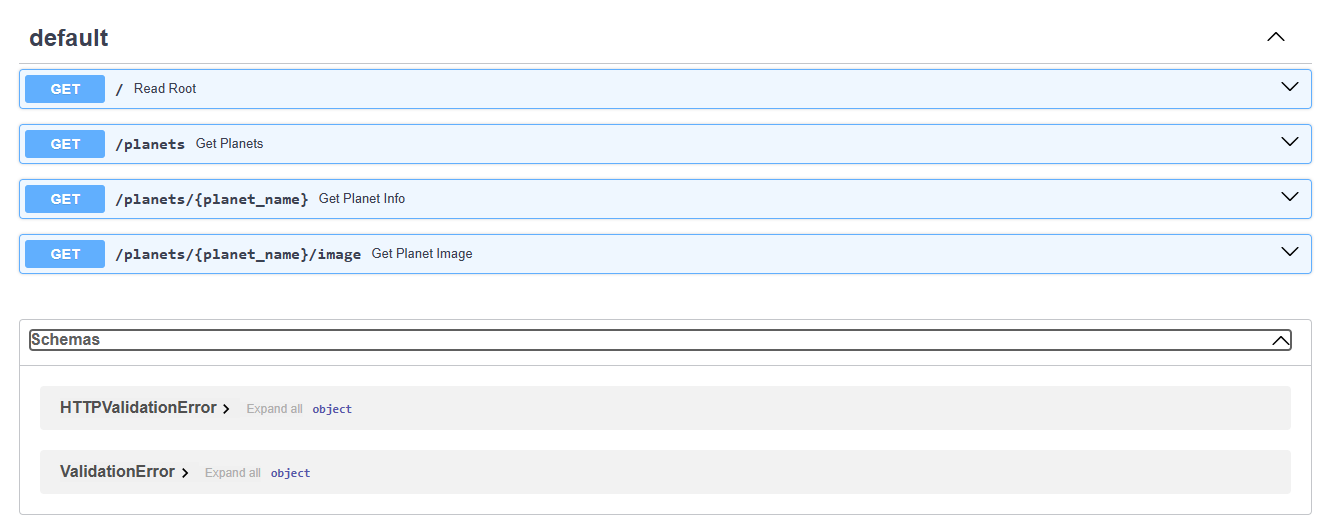 default
GET / Read Root
GET /planets Get Planets
GET /planets/{planet_name} Get Planet Info
GET /planets/{planet_name}/image Get Planet Image
Schemas
HTTPValidationError Expand all object
ValidationError Expand all object